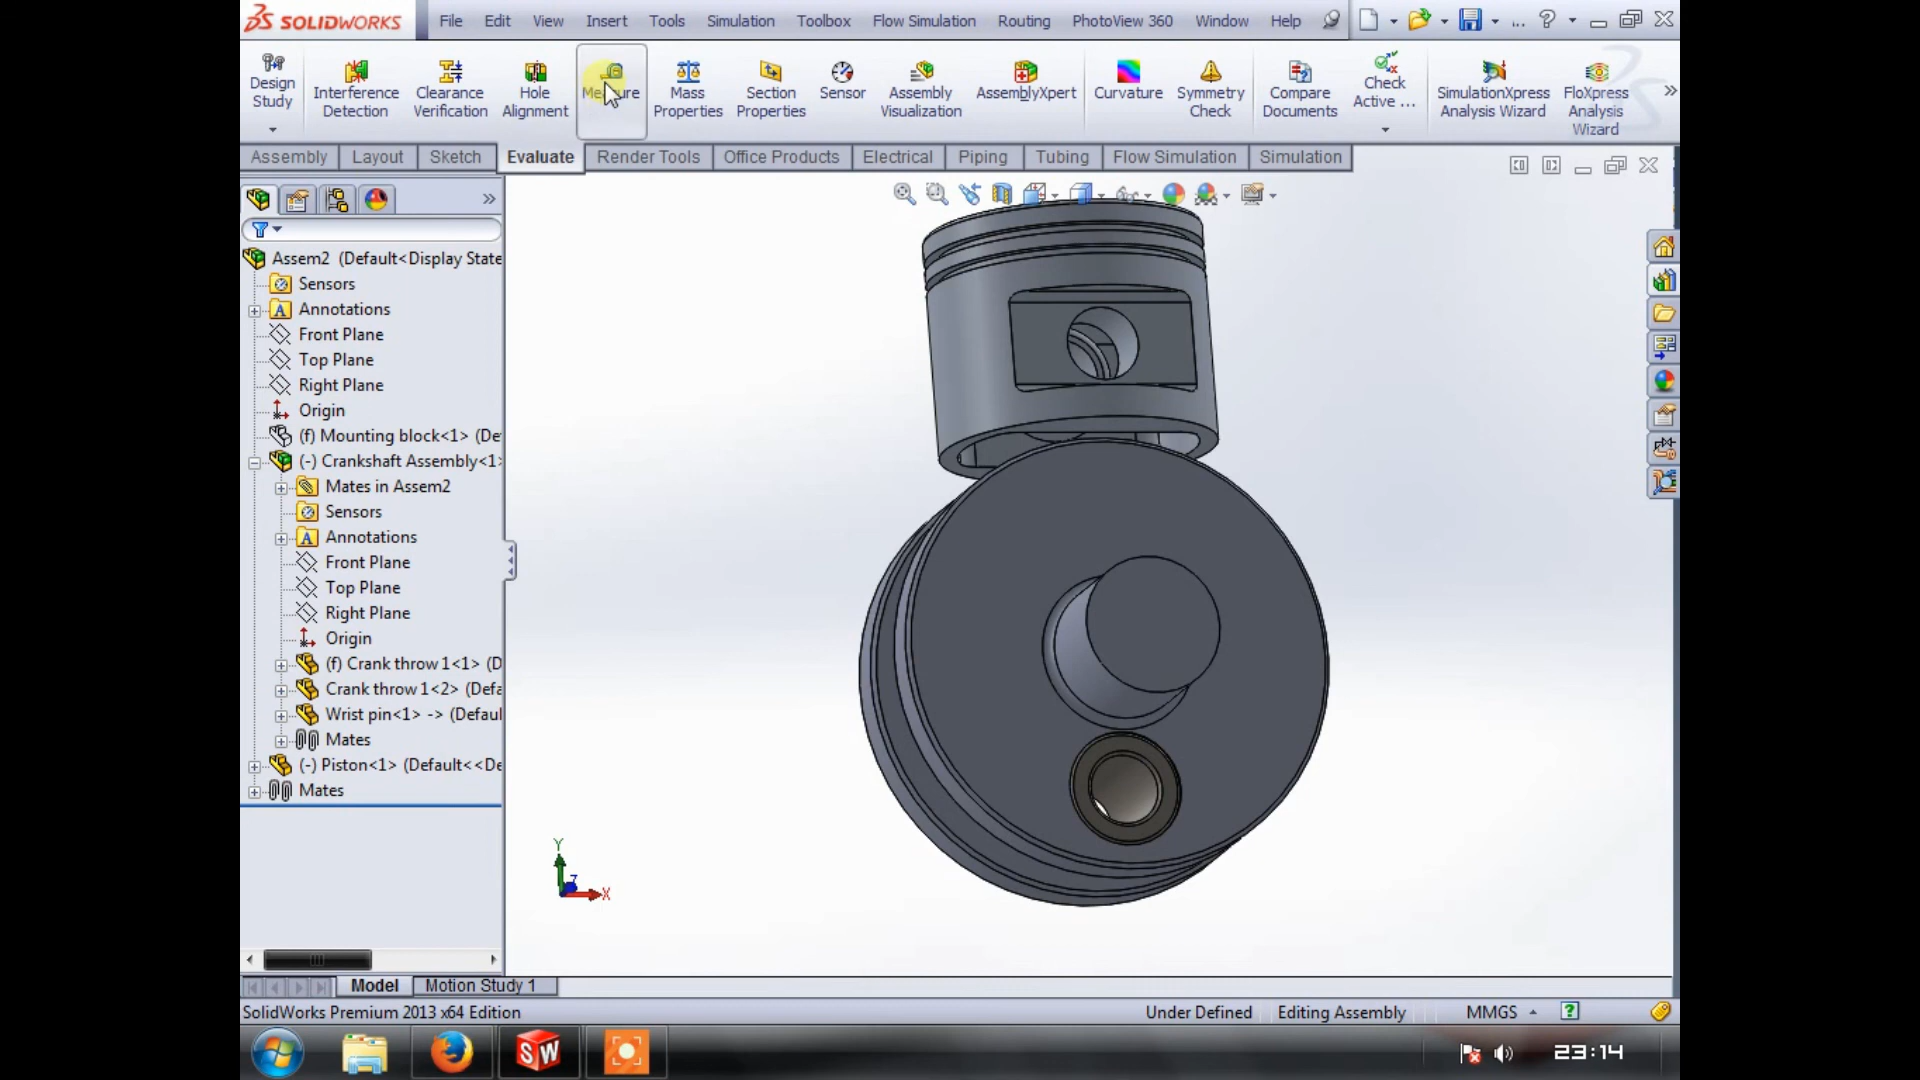 SOLIDWORKS File Edit View Insert Tools Simulation Toolbox Flow Simulation Routing PhotoView 360 Window Help ...
Design Study
Interference Detection
Clearance Verification
Hole Alignment
Measure
Mass Properties
Section Properties
Sensor
Assembly Visualization
AssemblyXpert
Curvature
Symmetry Check
Compare Documents
Check Active ...
SimulationXpress Analysis Wizard
FloXpress Analysis Wizard
Assembly Layout Sketch Evaluate Render Tools Office Products Electrical Piping Tubing Flow Simulation Simulation
Assem2 (Default<Display State
Sensors
Annotations
Front Plane
Top Plane
Right Plane
Origin
(f) Mounting block<1> (De
(-) Crankshaft Assembly<1>
Mates in Assem2
Sensors
Annotations
Front Plane
Top Plane
Right Plane
Origin
(f) Crank throw 1<1> (D
Crank throw 1<2> (Defa
Wrist pin<1> -> (Defaul
Mates
(-) Piston<1> (Default<<De
Mates
Y
Z
X
Model Motion Study 1
SolidWorks Premium 2013 x64 Edition Under Defined Editing Assembly MMGS
SW
23:14